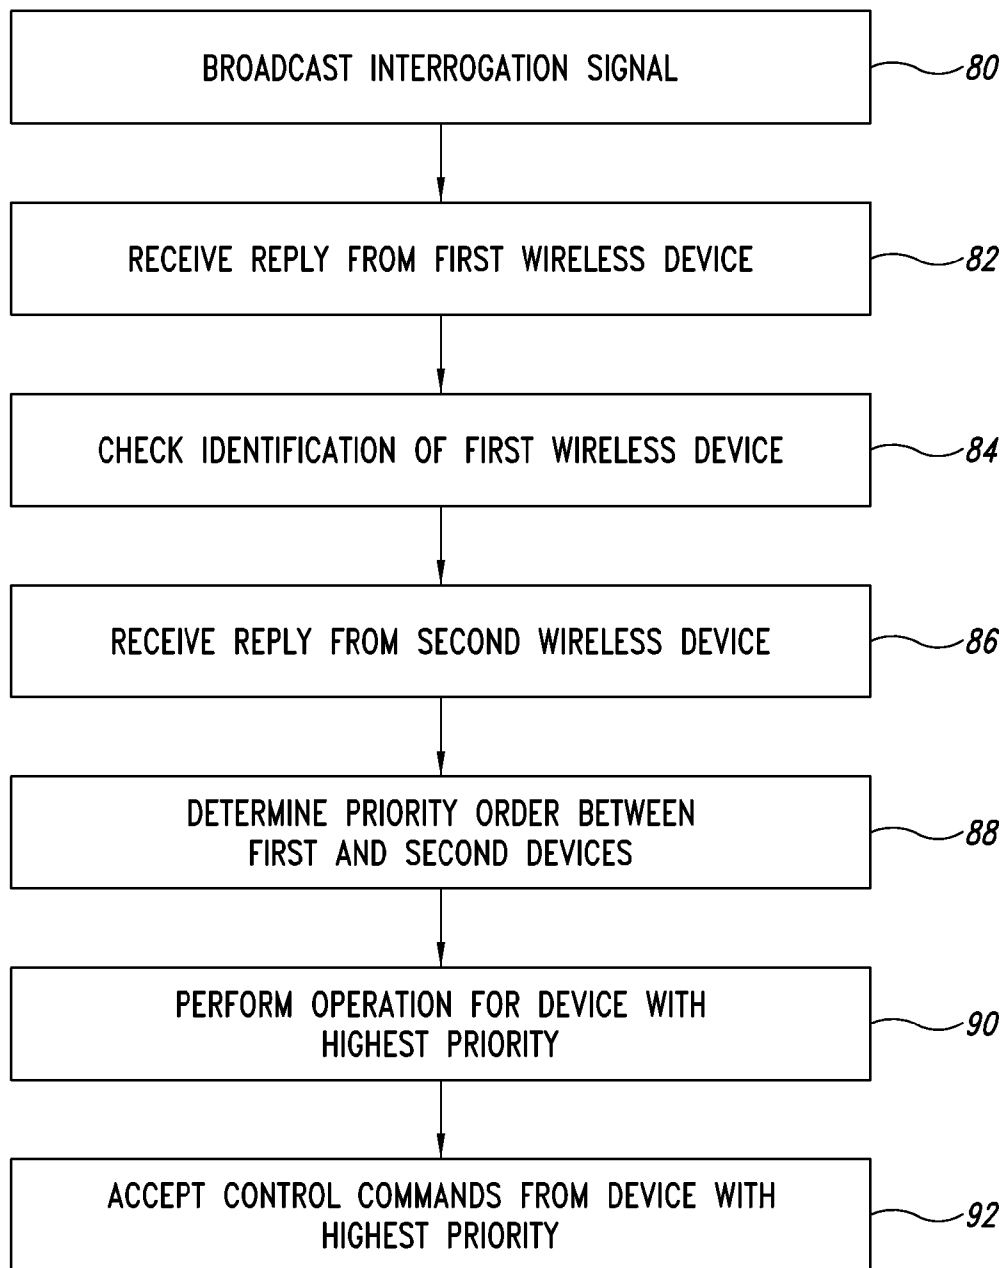 BROADCAST INTERROGATION SIGNAL
80
RECEIVE REPLY FROM FIRST WIRELESS DEVICE
82
CHECK IDENTIFICATION OF FIRST WIRELESS DEVICE
84
RECEIVE REPLY FROM SECOND WIRELESS DEVICE
86
DETERMINE PRIORITY ORDER BETWEEN
FIRST AND SECOND DEVICES
88
PERFORM OPERATION FOR DEVICE WITH
HIGHEST PRIORITY
90
ACCEPT CONTROL COMMANDS FROM DEVICE WITH
HIGHEST PRIORITY
92